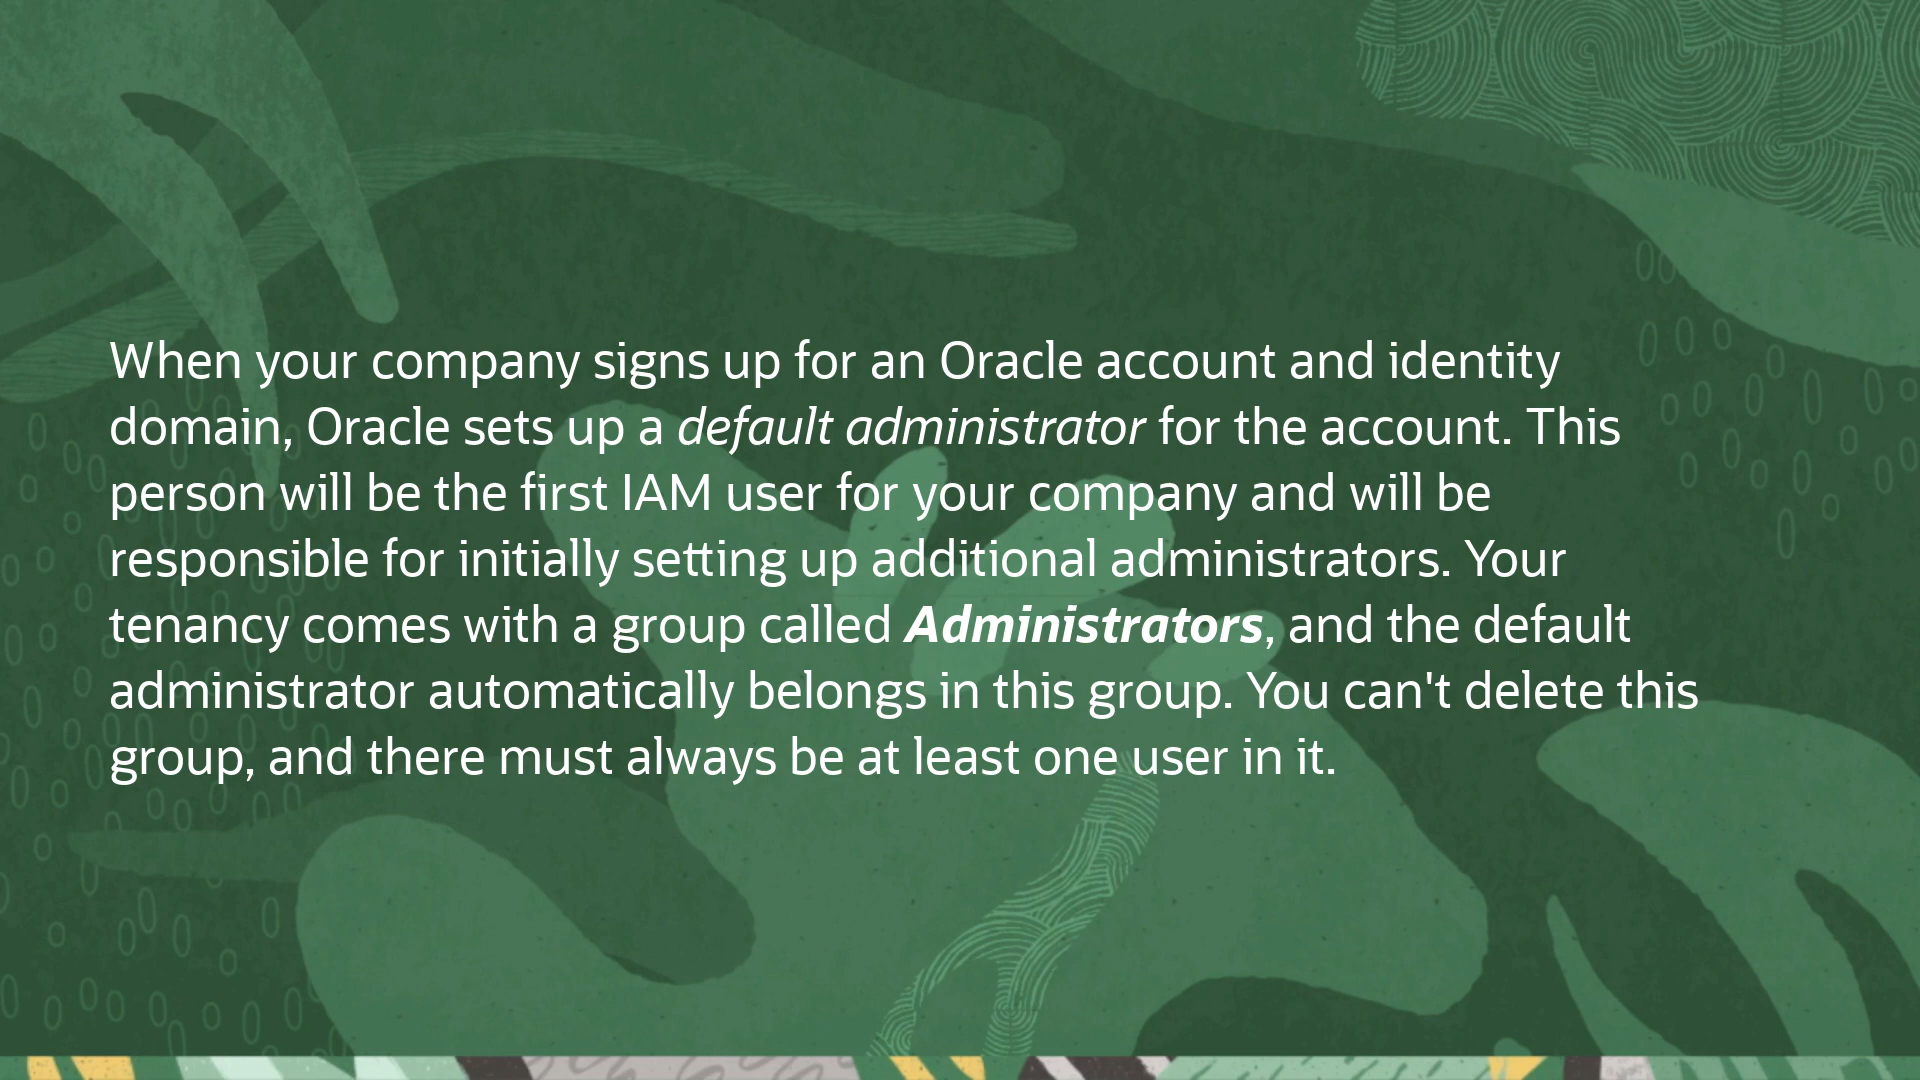 When your company signs up for an Oracle account and identity
domain, Oracle sets up a default administrator for the account. This
person will be the first IAM user for your company and will be
responsible for initially setting up additional administrators. Your
tenancy comes with a group called Administrators, and the default
administrator automatically belongs in this group. You can't delete this
group, and there must always be at least one user in it.